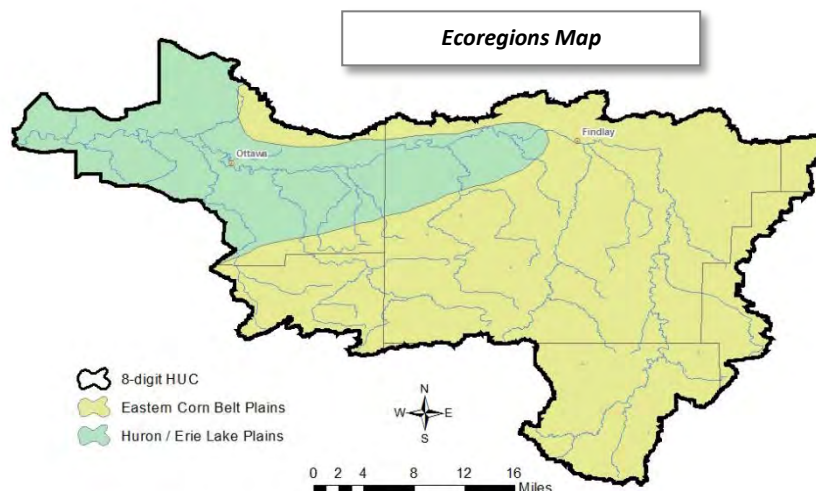 Ecoregions Map
Findlay
Ottawa
8-digit HUC
Eastern Corn Belt Plains
Huron / Erie Lake Plains
N
W E
S
0 2 4 8 12 16
Miles